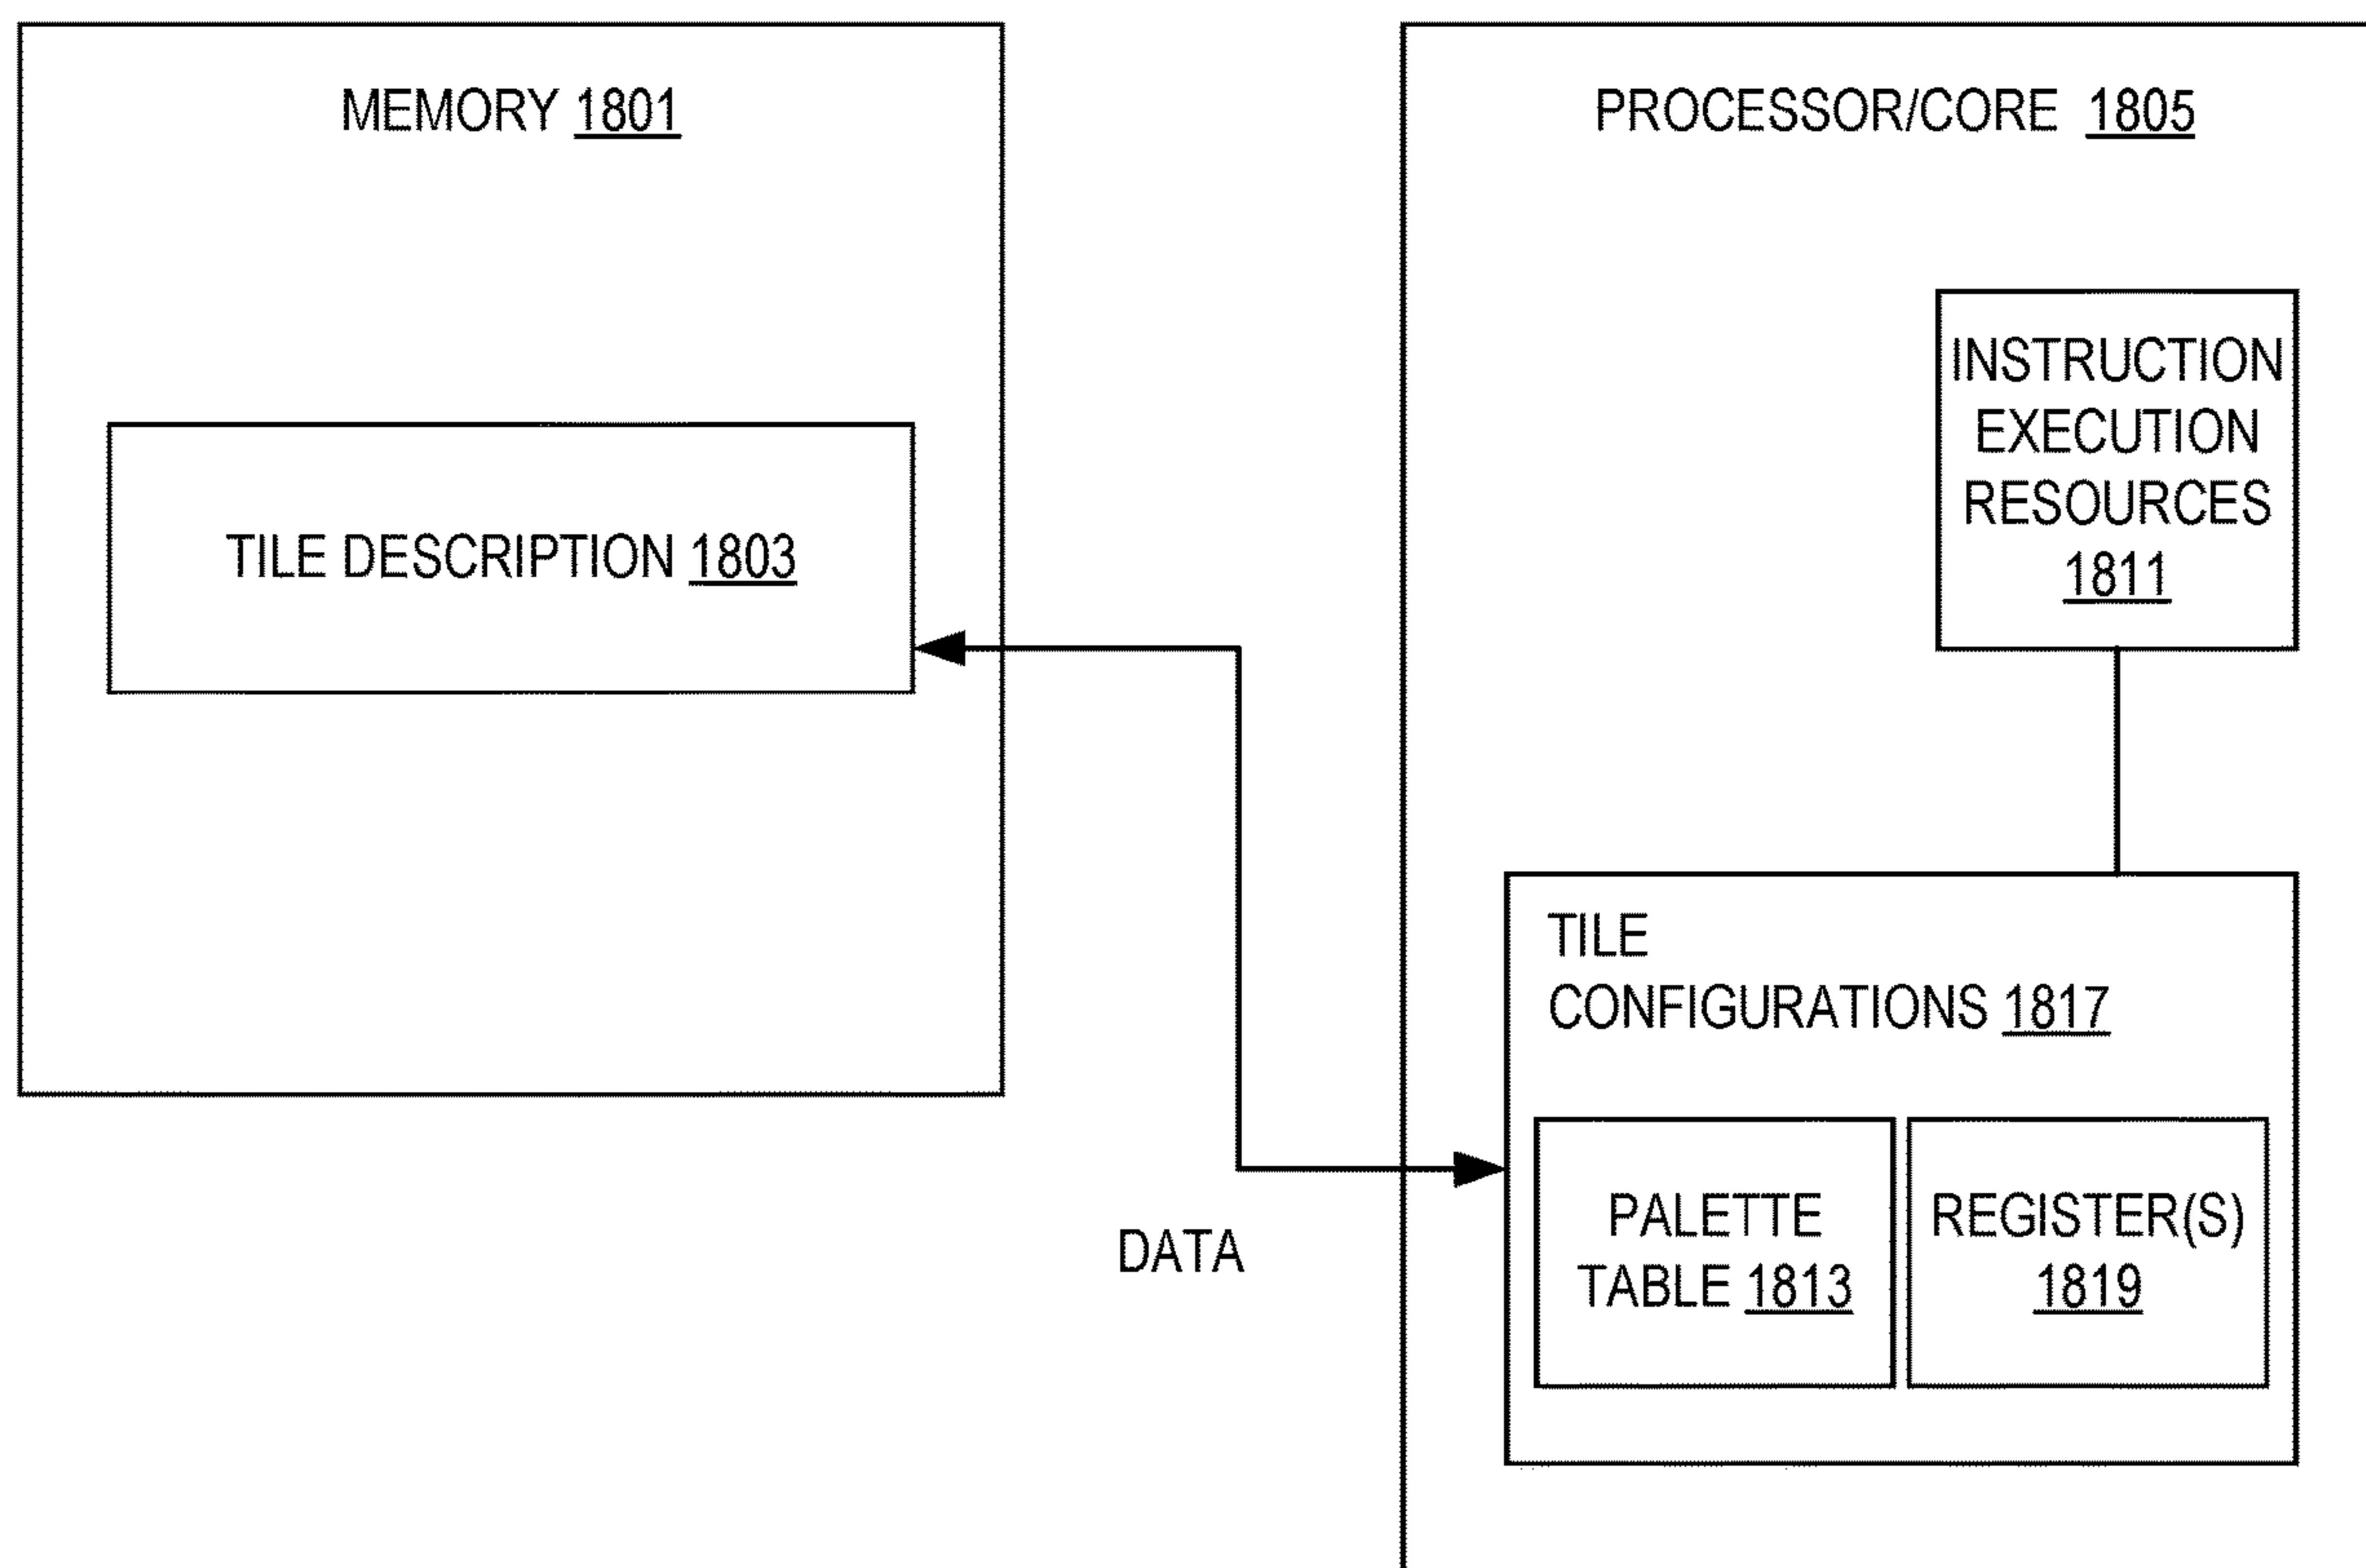 MEMORY 1801
TILE DESCRIPTION 1803
DATA
PROCESSOR/CORE 1805
INSTRUCTION
EXECUTION
RESOURCES
1811
TILE
CONFIGURATIONS 1817
PALETTE
TABLE 1813
REGISTER(S)
1819